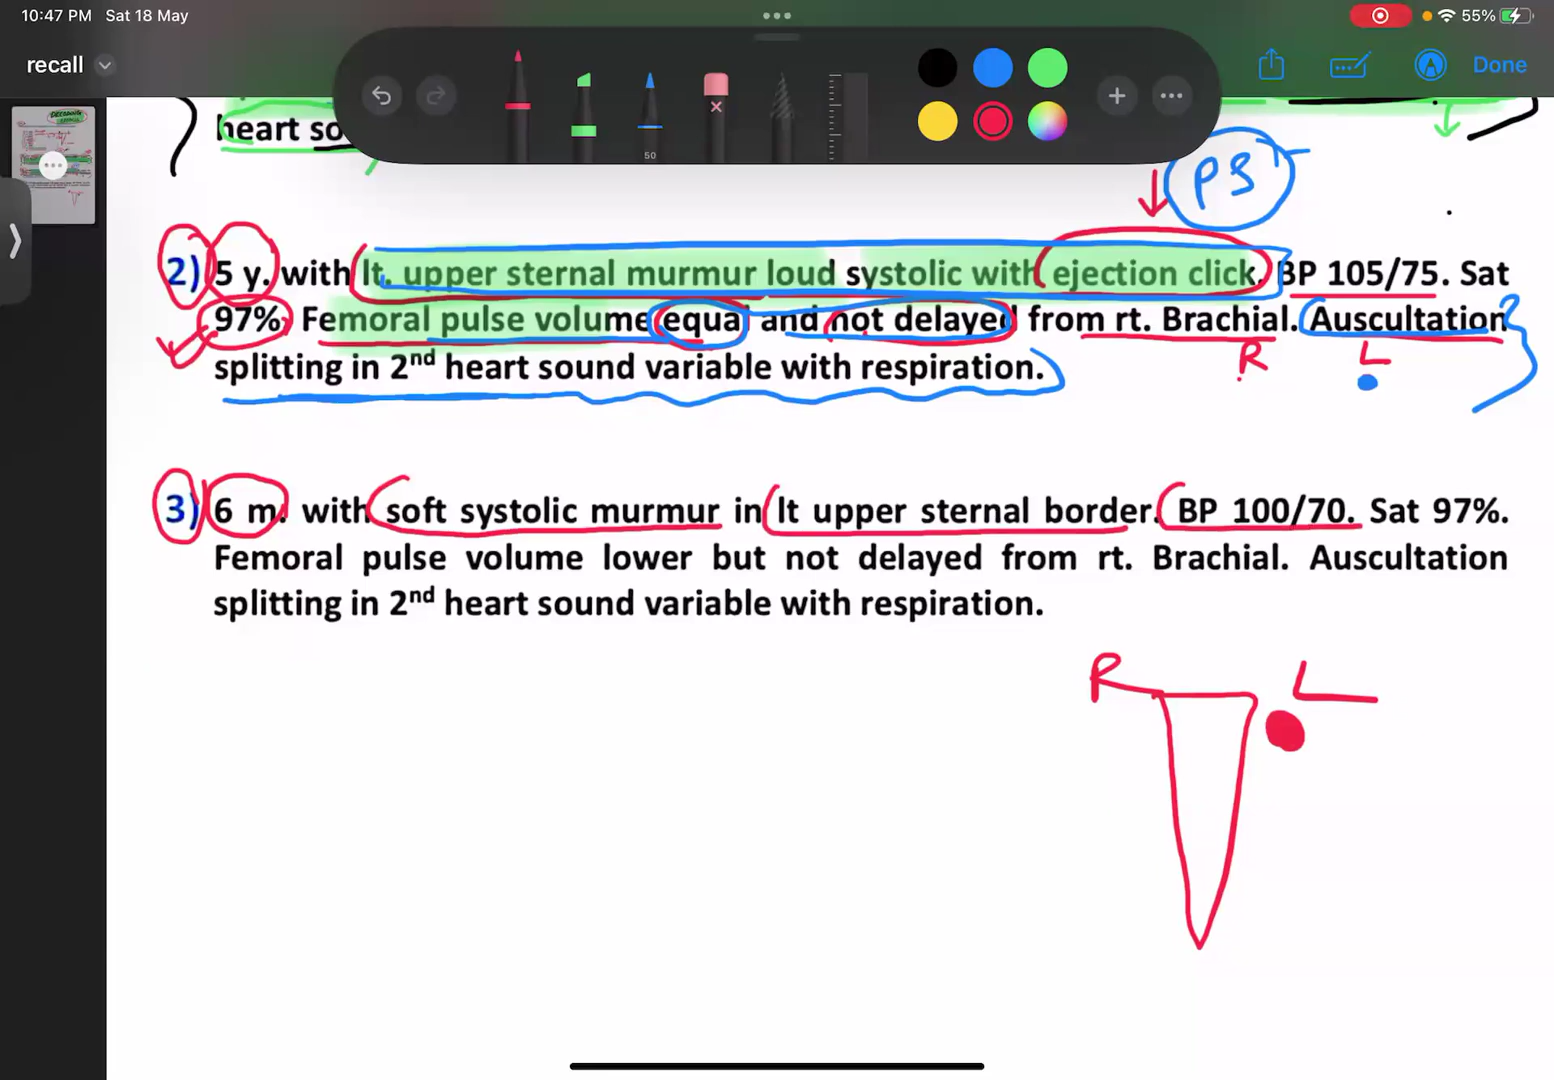 10:47 PM Sat 18 May
55%
recall
Done
50
heart so
PS
2) 5 y. with lt. upper sternal murmur loud systolic with ejection click. BP 105/75. Sat
97%. Femoral pulse volume equal and not delayed from rt. Brachial. Auscultation
splitting in 2nd heart sound variable with respiration.
R L
3) 6 m. with soft systolic murmur in lt upper sternal border. BP 100/70. Sat 97%.
Femoral pulse volume lower but not delayed from rt. Brachial. Auscultation
splitting in 2nd heart sound variable with respiration.
R L